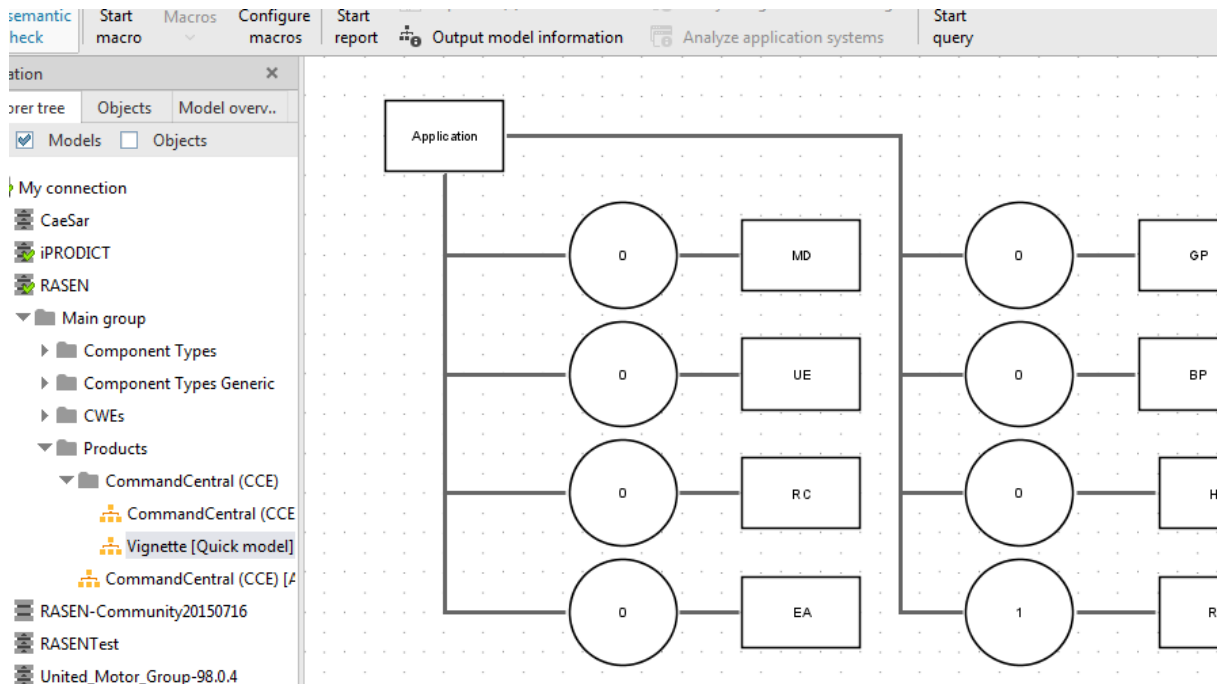 semantic Start Macros Configure Start Start
check macro macros report Output model information Analyze application systems query
ation
orer tree Objects Model overv..
Models Objects
My connection
CaeSar
iPRODICT
RASEN
Main group
Component Types
Component Types Generic
CWEs
Products
CommandCentral (CCE)
CommandCentral (CCE
Vignette [Quick model]
CommandCentral (CCE) [A
RASEN-Community20150716
RASENTest
United_Motor_Group-98.0.4
Application
0 MD 0 GP
0 UE 0 BP
0 RC 0 H
0 EA 1 R